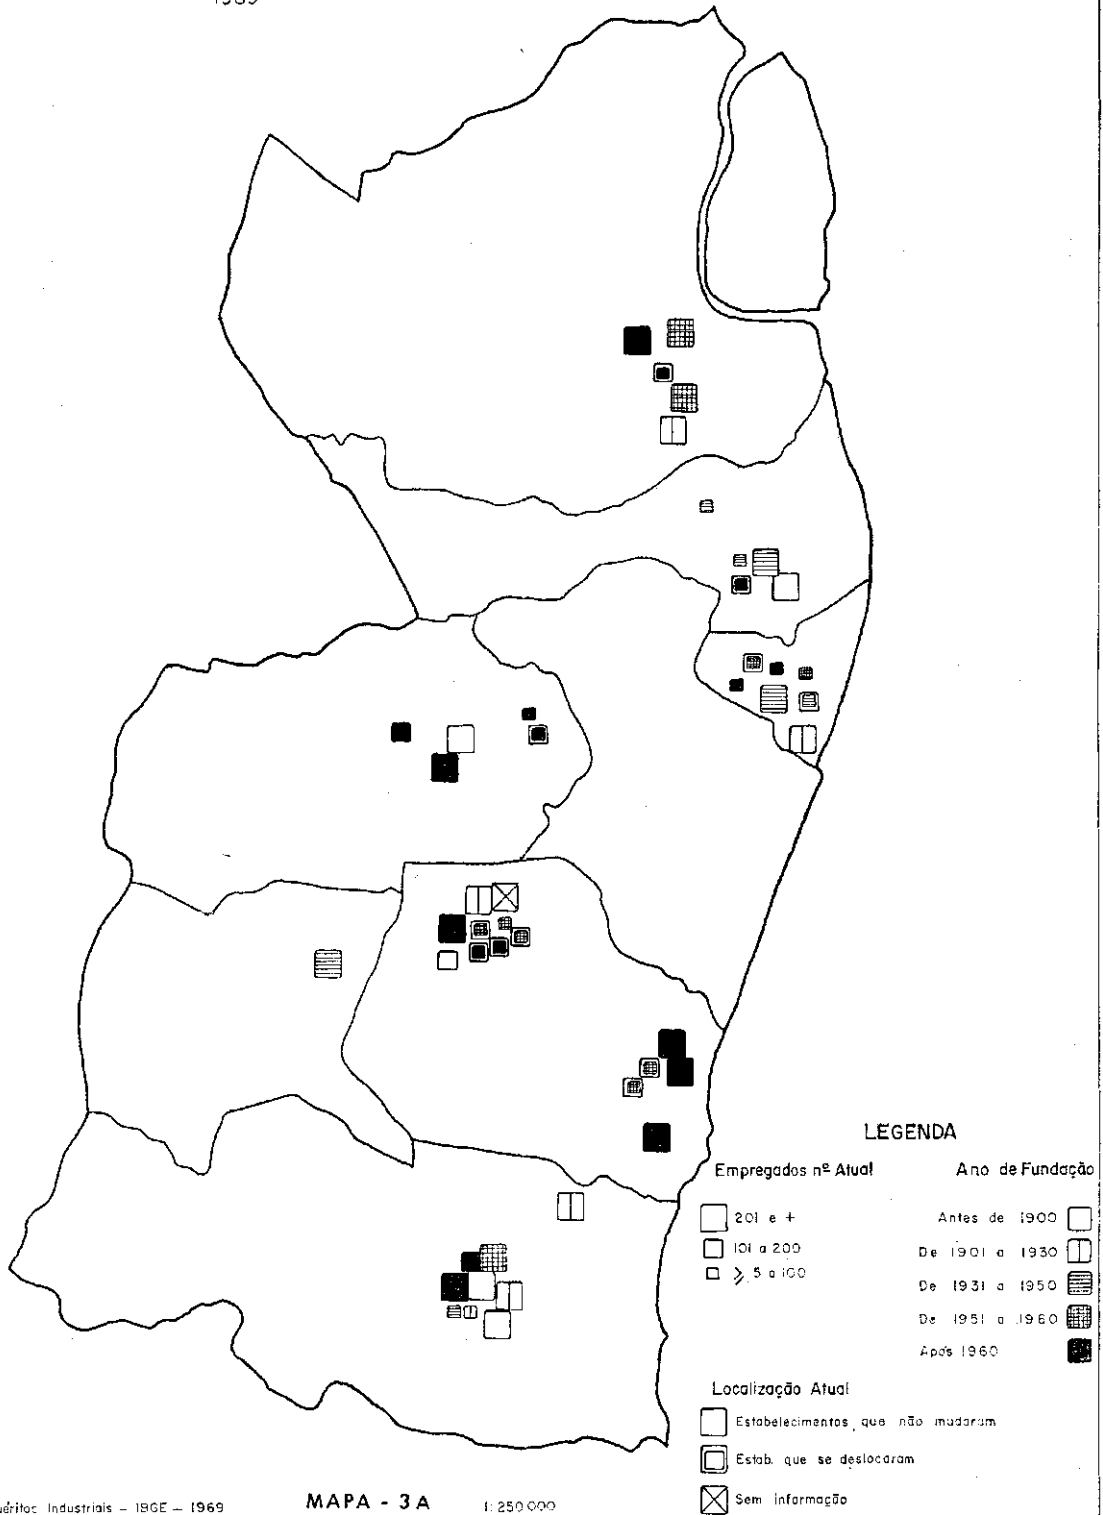 LEGENDA
Empregados nº Atual
201 e +
101 a 200
≥ 5 a 100
Ano de Fundação
Antes de 1900
De 1901 a 1930
De 1931 a 1950
De 1951 a 1960
Após 1960
Localização Atual
Estabelecimentos, que não mudaram
Estab. que se deslocaram
Sem informação
Industriais – IBGE – 1969
MAPA - 3A
1:250 000